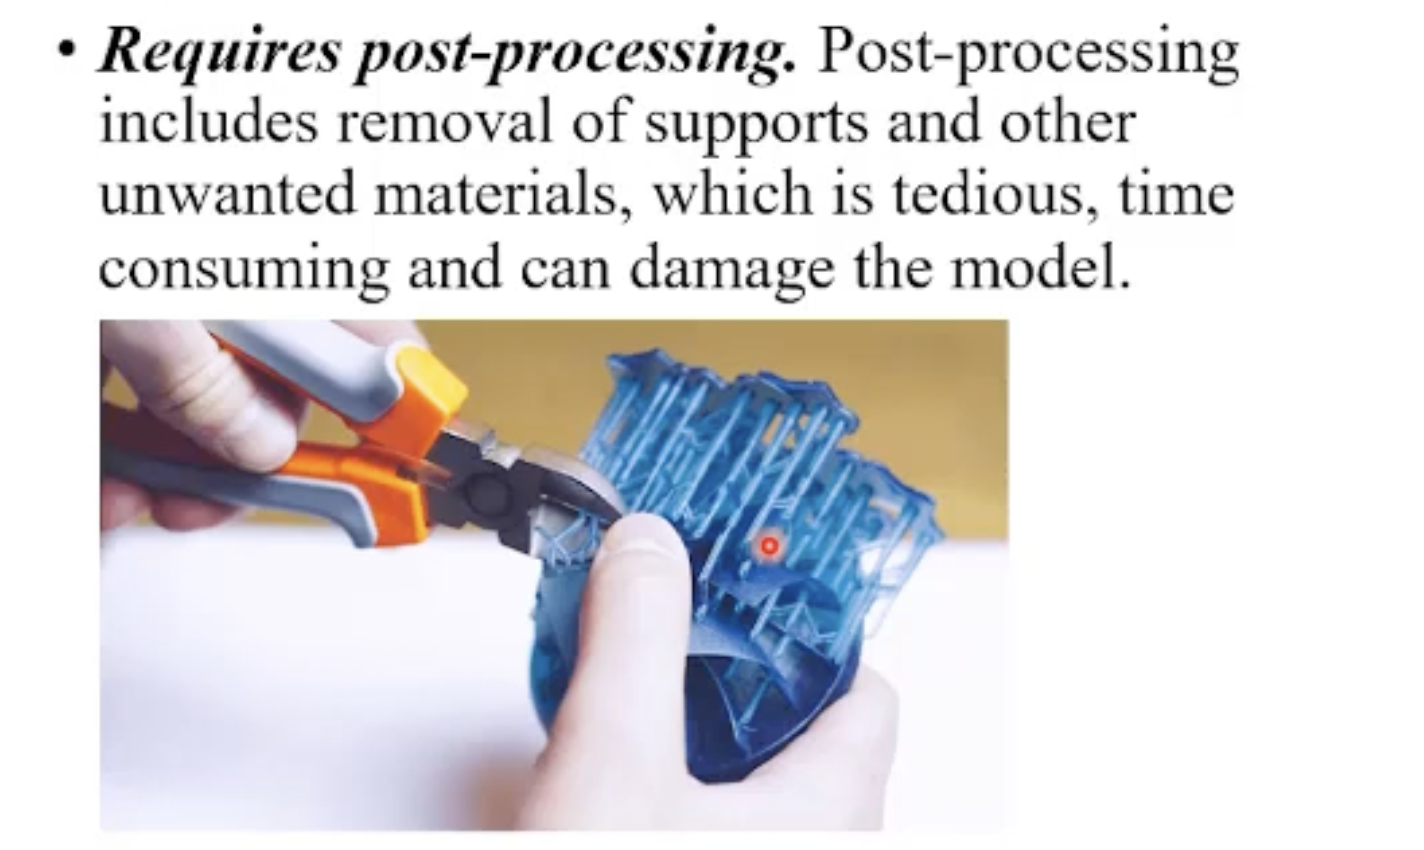 • Requires post-processing. Post-processing
includes removal of supports and other
unwanted materials, which is tedious, time
consuming and can damage the model.